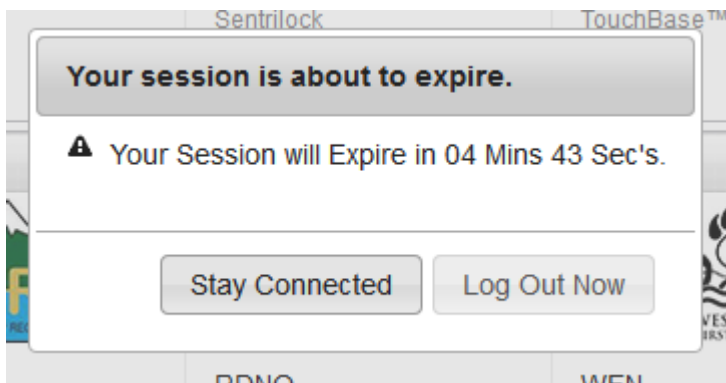 Sentrilock TouchBase™
Your session is about to expire.
Your Session will Expire in 04 Mins 43 Sec's.
Stay Connected Log Out Now